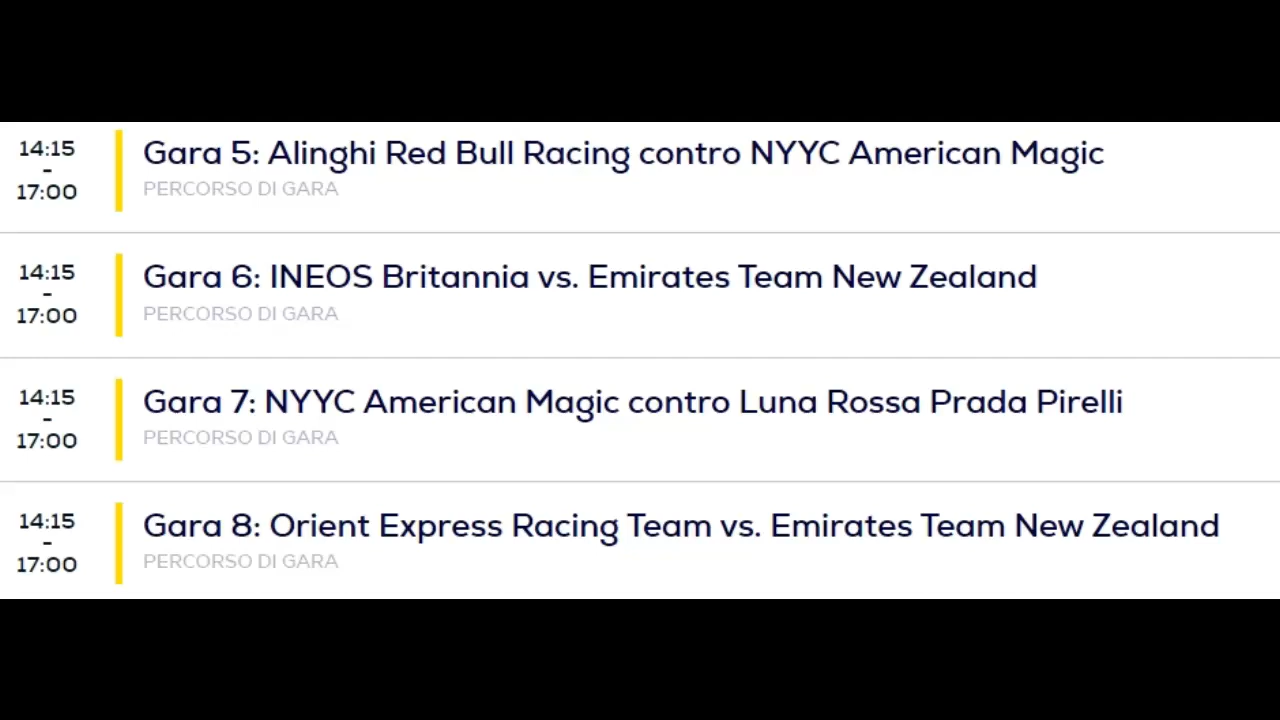 14:15
-
17:00
Gara 5: Alinghi Red Bull Racing contro NYYC American Magic
PERCORSO DI GARA
14:15
-
17:00
Gara 6: INEOS Britannia vs. Emirates Team New Zealand
PERCORSO DI GARA
14:15
-
17:00
Gara 7: NYYC American Magic contro Luna Rossa Prada Pirelli
PERCORSO DI GARA
14:15
-
17:00
Gara 8: Orient Express Racing Team vs. Emirates Team New Zealand
PERCORSO DI GARA